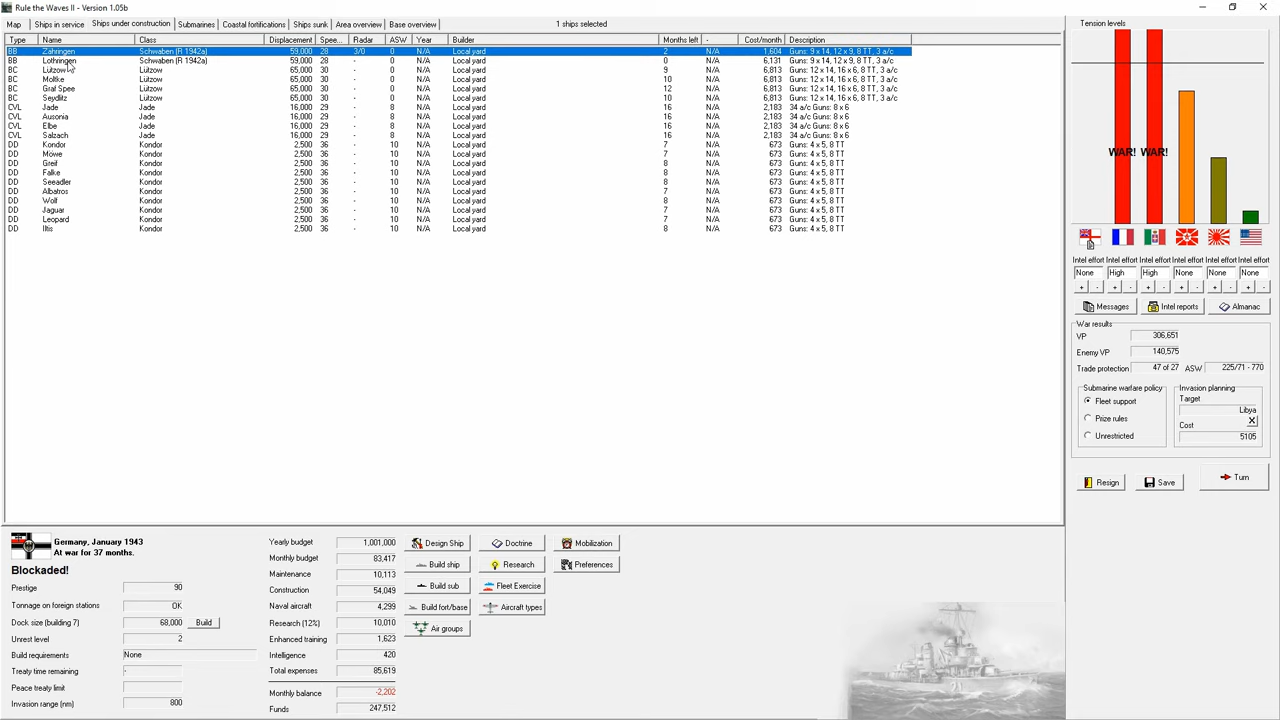 Rule the Waves II - Version 1.05b
Map Ships in service Ships under construction Submarines Coastal fortifications Ships sunk Area overview Base overview 1 ships selected
Type Name Class Displacement Spee... Radar ASW Year Builder Months left - Cost/month Description
BB Zähringen Schwaben (R 1942a) 59,000 28 3/0 0 N/A Local yard 2 N/A 1,604 Guns: 9 x 14, 12 x 9, 8 TT, 3 a/c
BB Lothringen Schwaben (R 1942a) 59,000 28 - 0 N/A Local yard 0 N/A 6,131 Guns: 9 x 14, 12 x 9, 8 TT, 3 a/c
BC Lützow Lützow 65,000 30 - 0 N/A Local yard 9 N/A 6,813 Guns: 12 x 14, 16 x 6, 8 TT, 3 a/c
BC Moltke Lützow 65,000 30 - 0 N/A Local yard 10 N/A 6,813 Guns: 12 x 14, 16 x 6, 8 TT, 3 a/c
BC Graf Spee Lützow 65,000 30 - 0 N/A Local yard 12 N/A 6,813 Guns: 12 x 14, 16 x 6, 8 TT, 3 a/c
BC Seydlitz Lützow 65,000 30 - 0 N/A Local yard 10 N/A 6,813 Guns: 12 x 14, 16 x 6, 8 TT, 3 a/c
CVL Jade Jade 16,000 29 - 8 N/A Local yard 16 N/A 2,183 34 a/c Guns: 8 x 6
CVL Ausonia Jade 16,000 29 - 8 N/A Local yard 16 N/A 2,183 34 a/c Guns: 8 x 6
CVL Elbe Jade 16,000 29 - 8 N/A Local yard 16 N/A 2,183 34 a/c Guns: 8 x 6
CVL Salzach Jade 16,000 29 - 8 N/A Local yard 16 N/A 2,183 34 a/c Guns: 8 x 6
DD Kondor Kondor 2,500 36 - 10 N/A Local yard 7 N/A 673 Guns: 4 x 5, 8 TT
DD Möwe Kondor 2,500 36 - 10 N/A Local yard 7 N/A 673 Guns: 4 x 5, 8 TT
DD Greif Kondor 2,500 36 - 10 N/A Local yard 8 N/A 673 Guns: 4 x 5, 8 TT
DD Falke Kondor 2,500 36 - 10 N/A Local yard 8 N/A 673 Guns: 4 x 5, 8 TT
DD Seeadler Kondor 2,500 36 - 10 N/A Local yard 8 N/A 673 Guns: 4 x 5, 8 TT
DD Albatros Kondor 2,500 36 - 10 N/A Local yard 7 N/A 673 Guns: 4 x 5, 8 TT
DD Wolf Kondor 2,500 36 - 10 N/A Local yard 8 N/A 673 Guns: 4 x 5, 8 TT
DD Jaguar Kondor 2,500 36 - 10 N/A Local yard 7 N/A 673 Guns: 4 x 5, 8 TT
DD Leopard Kondor 2,500 36 - 10 N/A Local yard 7 N/A 673 Guns: 4 x 5, 8 TT
DD Iltis Kondor 2,500 36 - 10 N/A Local yard 8 N/A 673 Guns: 4 x 5, 8 TT
Tension levels
WAR! WAR!
Intel effort Intel effort Intel effort Intel effort Intel effort Intel effort
None High High None None None
+ - + - + - + - + - + -
Messages Intel reports Almanac
War results
VP 306,651
Enemy VP 140,575
Trade protection 47 of 27 ASW 225/71 - 770
Submarine warfare policy
Fleet support
Prize rules
Unrestricted
Invasion planning
Target
Libya
Cost X
5105
Resign Save Turn
Germany, January 1943
At war for 37 months.
Blockaded!
Prestige 90
Tonnage on foreign stations OK
Dock size (building 7) 68,000 Build
Unrest level 2
Build requirements None
Treaty time remaining -
Peace treaty limit
Invasion range (nm) 800
Yearly budget 1,001,000
Monthly budget 83,417
Maintenance 10,113
Construction 54,049
Naval aircraft 4,299
Research (12%) 10,010
Enhanced training 1,623
Intelligence 420
Total expenses 85,619
Monthly balance -2,202
Funds 247,512
Design Ship Doctrine Mobilization
Build ship Research Preferences
Build sub Fleet Exercise
Build fort/base Aircraft types
Air groups